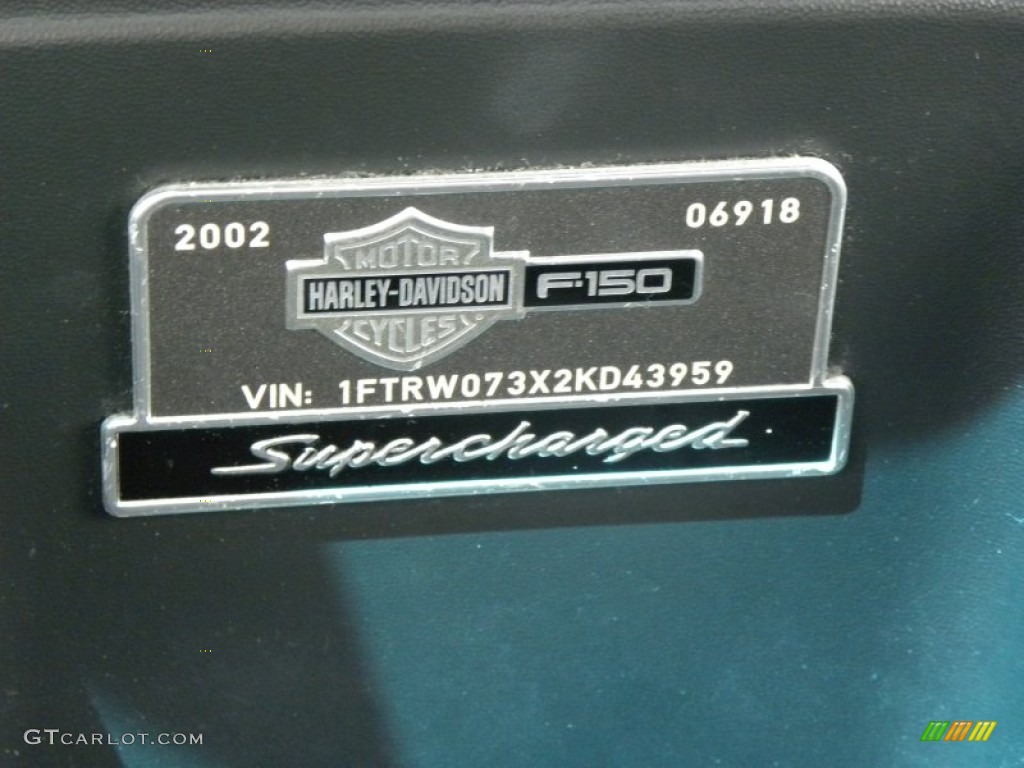 2002
06918
MOTOR
HARLEY-DAVIDSON
CYCLES
F-150
VIN: 1FTRW073X2KD43959
Supercharged
GTCARLOT.COM